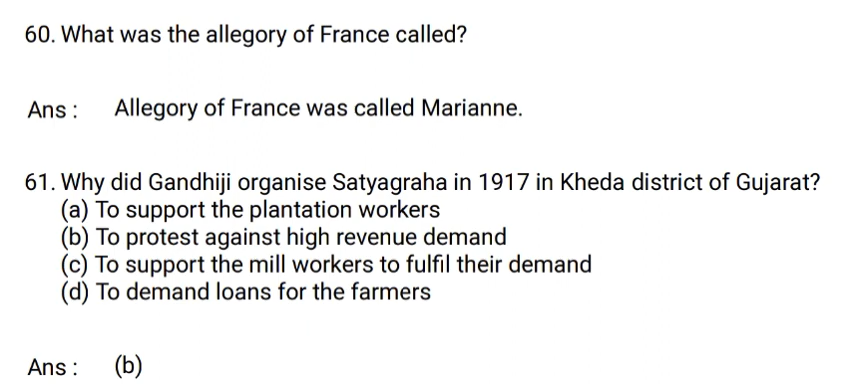 60. What was the allegory of France called?
Ans : Allegory of France was called Marianne.
61. Why did Gandhiji organise Satyagraha in 1917 in Kheda district of Gujarat?
(a) To support the plantation workers
(b) To protest against high revenue demand
(c) To support the mill workers to fulfil their demand
(d) To demand loans for the farmers
Ans : (b)